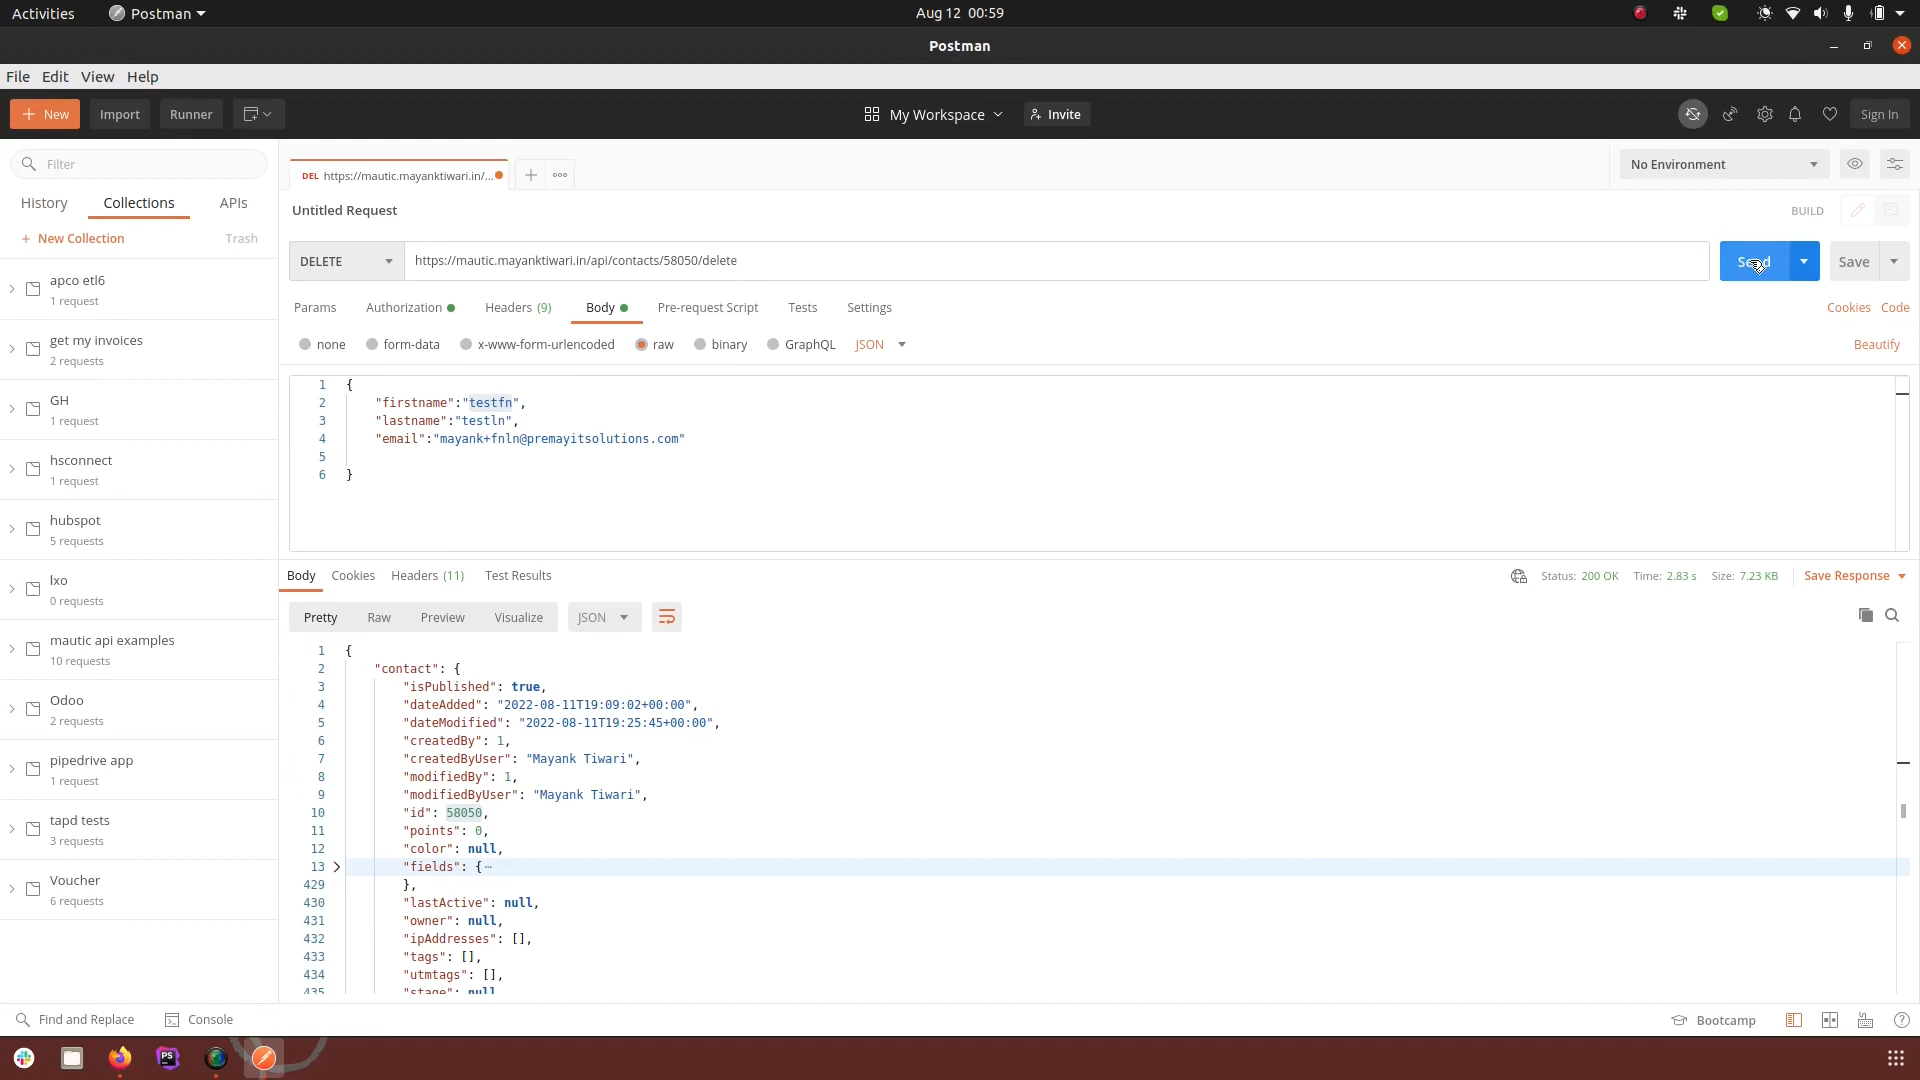 Activities Postman Aug 12 00:59
Postman
File Edit View Help
+ New Import Runner My Workspace Invite Sign In
Filter
DEL https://mautic.mayanktiwari.in/... No Environment
History Collections APIs
Untitled Request BUILD
+ New Collection Trash
DELETE https://mautic.mayanktiwari.in/api/contacts/58050/delete Send Save
apco etl6
1 request
Params Authorization Headers (9) Body Pre-request Script Tests Settings Cookies Code
get my invoices
2 requests
none form-data x-www-form-urlencoded raw binary GraphQL JSON Beautify
GH
1 request
hsconnect
1 request
hubspot
5 requests
lxo
0 requests
mautic api examples
10 requests
Odoo
2 requests
pipedrive app
1 request
tapd tests
3 requests
Voucher
6 requests
1 {
2 "firstname":"testfn",
3 "lastname":"testln",
4 "email":"mayank+fnln@premayitsolutions.com"
5
6 }
Body Cookies Headers (11) Test Results Status: 200 OK Time: 2.83 s Size: 7.23 KB Save Response
Pretty Raw Preview Visualize JSON
1 {
2 "contact": {
3 "isPublished": true,
4 "dateAdded": "2022-08-11T19:09:02+00:00",
5 "dateModified": "2022-08-11T19:25:45+00:00",
6 "createdBy": 1,
7 "createdByUser": "Mayank Tiwari",
8 "modifiedBy": 1,
9 "modifiedByUser": "Mayank Tiwari",
10 "id": 58050,
11 "points": 0,
12 "color": null,
13 "fields": {…
429 },
430 "lastActive": null,
431 "owner": null,
432 "ipAddresses": [],
433 "tags": [],
434 "utmtags": [],
435 "stage": null
Find and Replace Console Bootcamp
PS